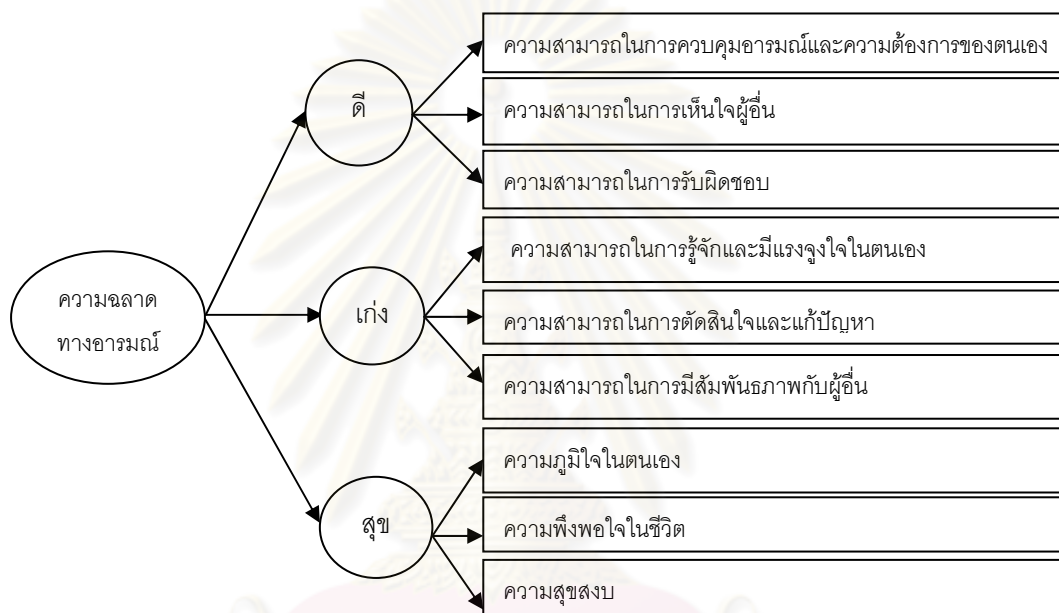 ความสามารถในการควบคุมอารมณ์และความต้องการของตนเอง
ดี
ความสามารถในการเห็นใจผู้อื่น
ความสามารถในการรับผิดชอบ
ความสามารถในการรู้จักและมีแรงจูงใจในตนเอง
ความฉลาด
ทางอารมณ์
เก่ง
ความสามารถในการตัดสินใจและแก้ปัญหา
ความสามารถในการมีสัมพันธภาพกับผู้อื่น
ความภูมิใจในตนเอง
สุข
ความพึงพอใจในชีวิต
ความสุขสงบ